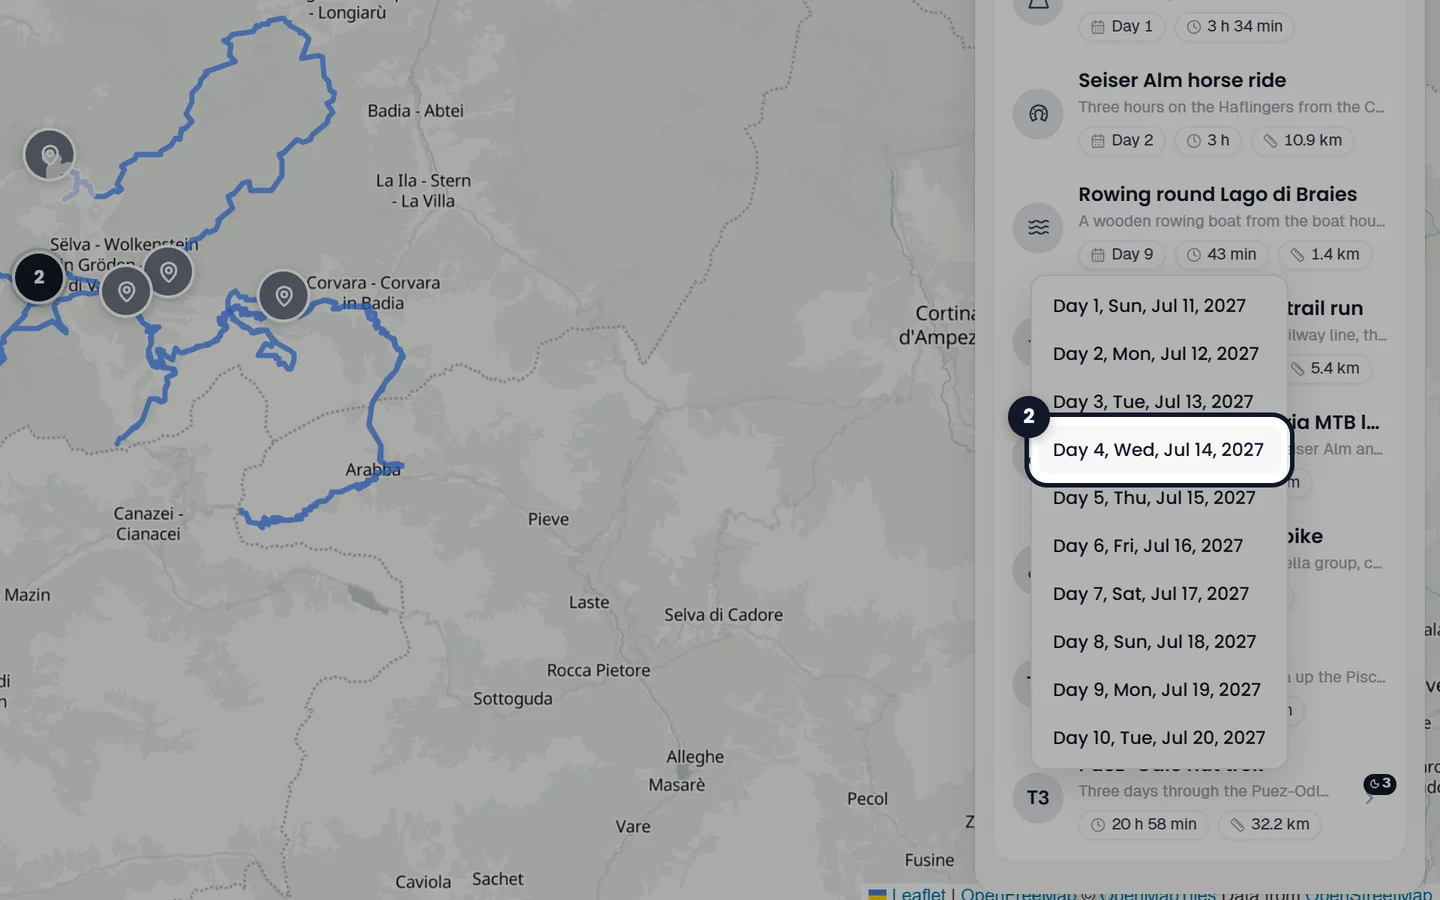 - Longiarù
Badia - Abtei
La Ila - Stern
- La Villa
Sëlva - Wolkenstein
in Gröden -
di V
2
Corvara - Corvara
in Badia
Cortina
d'Ampez
Arabba
Canazei -
Cianacei
Pieve
Mazin
Laste
Selva di Cadore
Rocca Pietore
Sottoguda
Alleghe
Masarè
Pecol
Vare
Fusine
Caviola
Sachet
Day 1
3 h 34 min
Seiser Alm horse ride
Three hours on the Haflingers from the C...
Day 2
3 h
10.9 km
Rowing round Lago di Braies
A wooden rowing boat from the boat hou...
Day 9
43 min
1.4 km
Day 1, Sun, Jul 11, 2027
trail run
ilway line, th...
Day 2, Mon, Jul 12, 2027
5.4 km
Day 3, Tue, Jul 13, 2027
2
MTB l...
Day 4, Wed, Jul 14, 2027
ser Alm an...
m
Day 5, Thu, Jul 15, 2027
bike
Day 6, Fri, Jul 16, 2027
ella group, c...
Day 7, Sat, Jul 17, 2027
Day 8, Sun, Jul 18, 2027
up the Pisc...
Day 9, Mon, Jul 19, 2027
Day 10, Tue, Jul 20, 2027
T3
Three days through the Puez-Odl...
3
20 h 58 min
32.2 km
Leaflet | OpenFreeMap © OpenMapTiles Data from OpenStreetMap